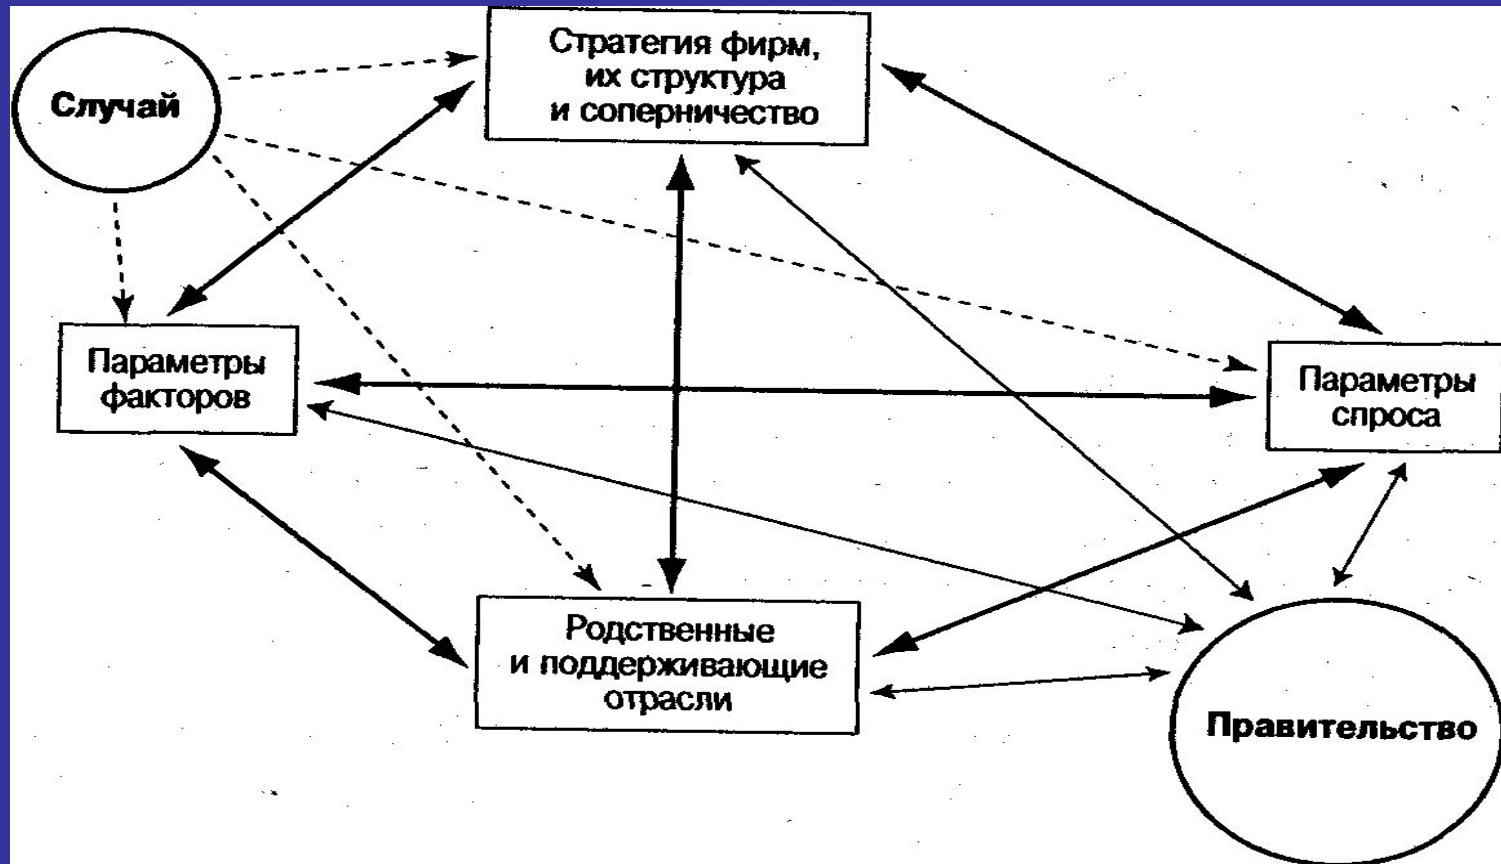 Стратегия фирм,
их структура
и соперничество
Случай
Параметры
факторов
Параметры
спроса
Родственные
и поддерживающие
отрасли
Правительство